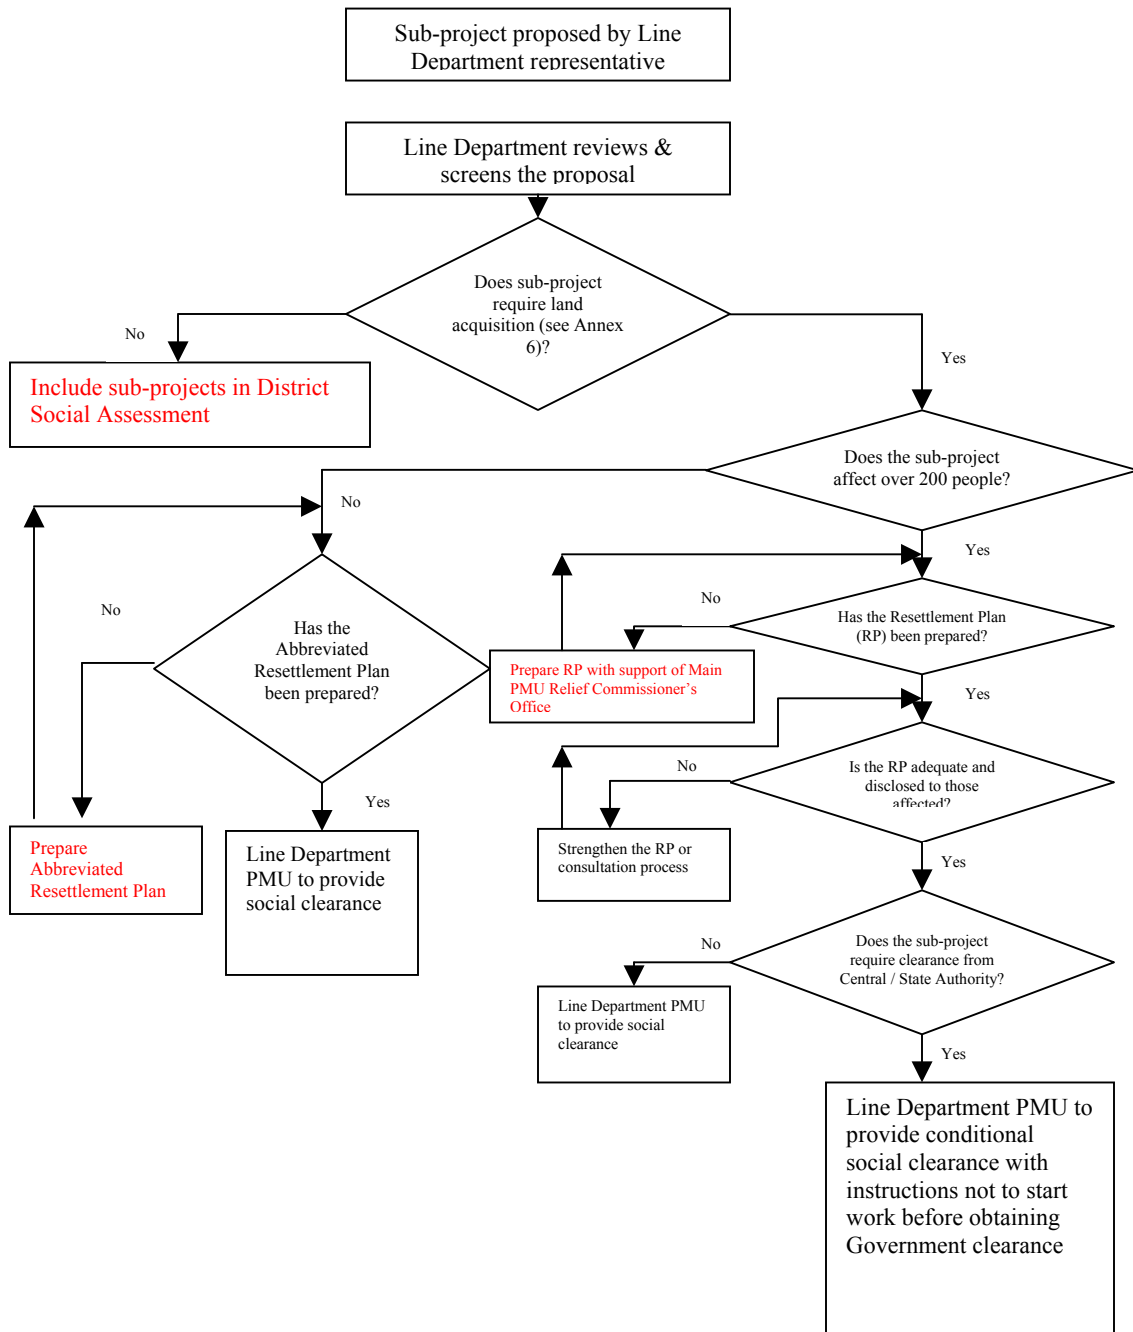 Sub-project proposed by Line
Department representative
Line Department reviews &
screens the proposal
Does sub-project
require land
acquisition (see Annex
6)?
No
Yes
Include sub-projects in District
Social Assessment
Does the sub-project
affect over 200 people?
No
Yes
No
No
Has the
Abbreviated
Resettlement Plan
been prepared?
Has the Resettlement Plan
(RP) been prepared?
Prepare RP with support of Main
PMU Relief Commissioner's
Office
Yes
No
Is the RP adequate and
disclosed to those
affected?
Yes
Prepare
Abbreviated
Resettlement Plan
Line Department
PMU to provide
social clearance
Strengthen the RP or
consultation process
Yes
No
Does the sub-project
require clearance from
Central / State Authority?
Line Department PMU
to provide social
clearance
Yes
Line Department PMU to
provide conditional
social clearance with
instructions not to start
work before obtaining
Government clearance